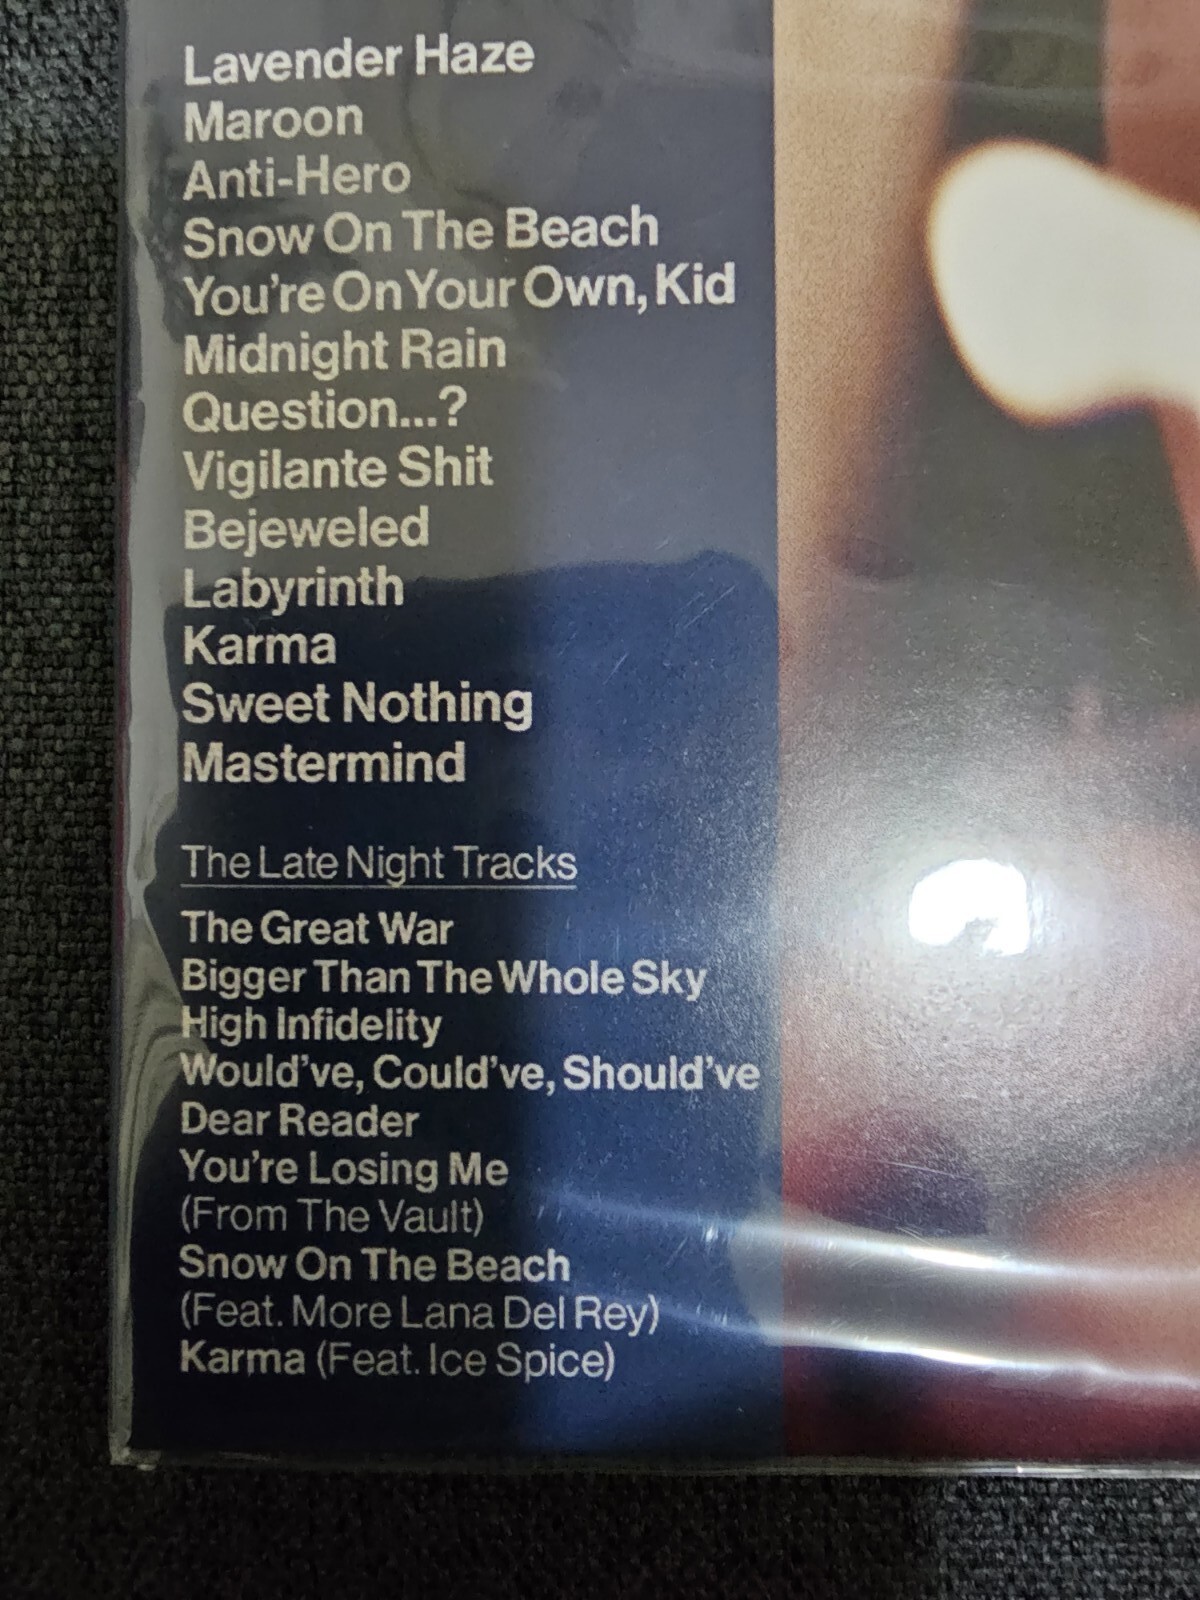 Lavender Haze
Maroon
Anti-Hero
Snow On The Beach
You're On Your Own, Kid
Midnight Rain
Question...?
Vigilante Shit
Bejeweled
Labyrinth
Karma
Sweet Nothing
Mastermind
The Late Night Tracks
The Great War
Bigger Than The Whole Sky
High Infidelity
Would've, Could've, Should've
Dear Reader
You're Losing Me
(From The Vault)
Snow On The Beach
(Feat. More Lana Del Rey)
Karma (Feat. Ice Spice)